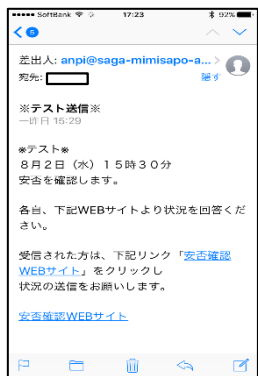 SoftBank 17:23 92%
6
差出人: anpi@saga-mimisapo-a...
宛先: 隠す
※テスト送信※
一昨日 15:29
※テスト※
8月2日（水）15時30分
安否を確認します。
各自、下記WEBサイトより状況を回答くだ
さい。
受信された方は、下記リンク「安否確認
WEBサイト」をクリックし
状況の送信をお願いします。
安否確認WEBサイト